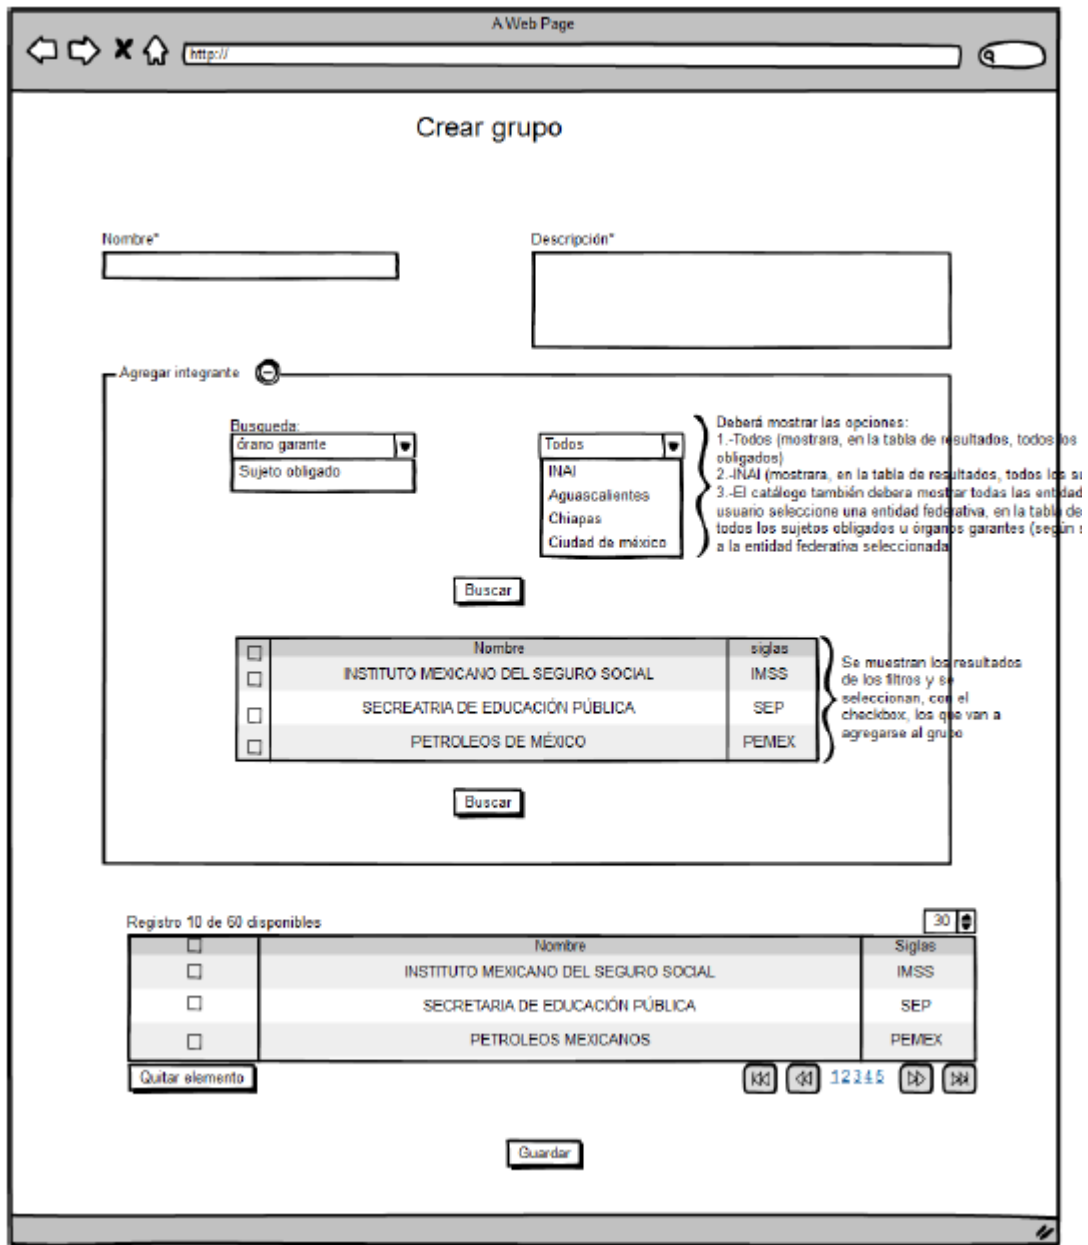 A Web Page
http://
Crear grupo
Nombre*
Descripción*
Agregar integrante
Busqueda:
órano garante
Sujeto obligado
Todos
INAI
Aguascalientes
Chiapas
Ciudad de méxico
Deberá mostrar las opciones:
1.-Todos (mostrara, en la tabla de resultados, todos los
obligados)
2.-INAI (mostrara, en la tabla de resultados, todos los su
3.-El catálogo también debera mostrar todas las entidad
usuario seleccione una entidad federativa, en la tabla de
todos los sujetos obligados u órganos garantes (según s
a la entidad federativa seleccionada
Buscar
Nombre siglas
INSTITUTO MEXICANO DEL SEGURO SOCIAL IMSS
SECREATRIA DE EDUCACIÓN PÚBLICA SEP
PETROLEOS DE MÉXICO PEMEX
Se muestran los resultados
de los filtros y se
seleccionan, con el
checkbox, los que van a
agregarse al grupo
Buscar
Registro 10 de 60 disponibles
30
Nombre Siglas
INSTITUTO MEXICANO DEL SEGURO SOCIAL IMSS
SECRETARIA DE EDUCACIÓN PÚBLICA SEP
PETROLEOS MEXICANOS PEMEX
Quitar elemento
1 2 3 4 5
Guardar